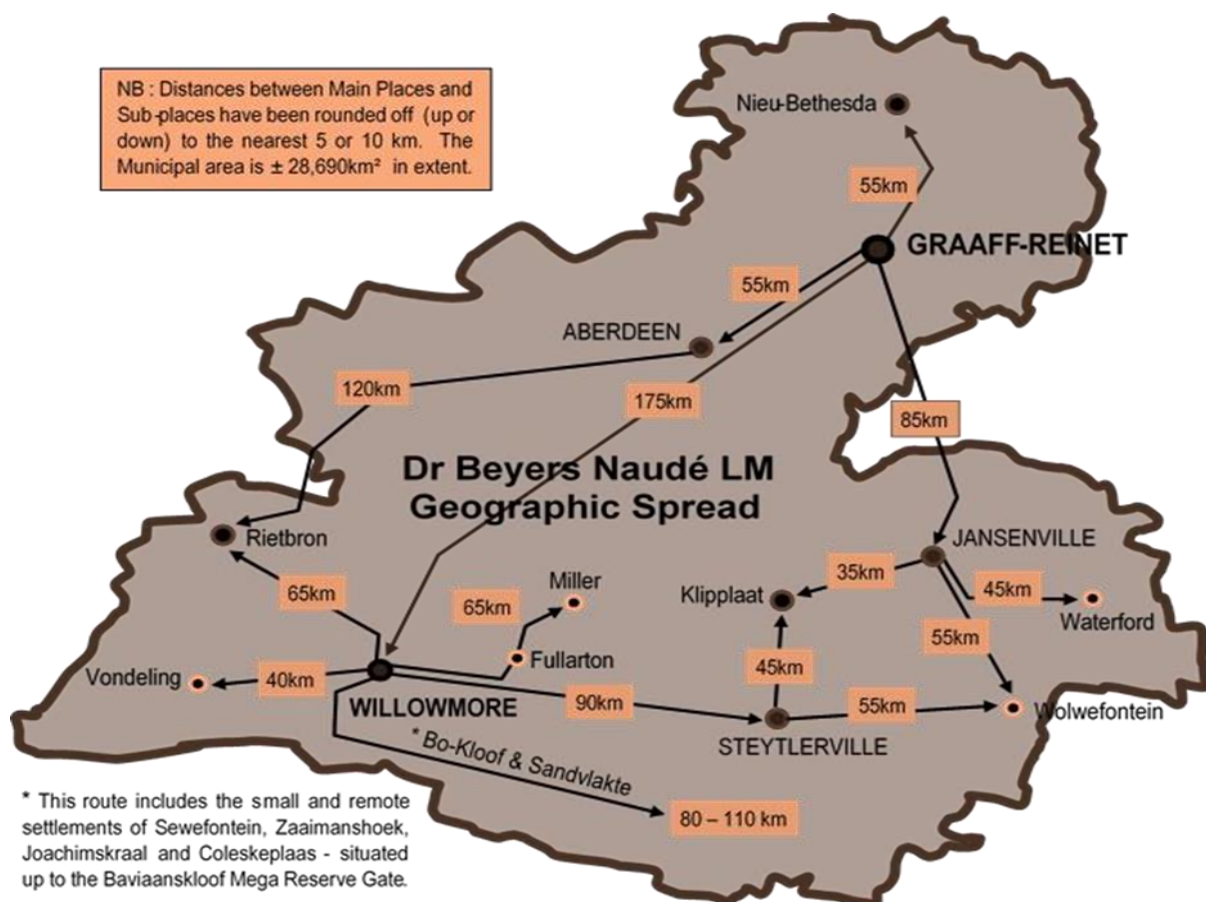 NB : Distances between Main Places and
Sub-places have been rounded off (up or
down) to the nearest 5 or 10 km. The
Municipal area is ± 28,690km² in extent.
Nieu-Bethesda
55km
GRAAFF-REINET
55km
ABERDEEN
120km
175km
85km
Dr Beyers Naudé LM
Geographic Spread
Rietbron
JANSENVILLE
65km
Miller
65km
Klipplaat
35km
45km
Waterford
Fullarton
55km
Vondeling
40km
45km
WILLOWMORE
90km
55km
Wolwefontein
STEYTLERVILLE
* Bo-Kloof & Sandvlakte
80 – 110 km
* This route includes the small and remote
settlements of Sewefontein, Zaaimanshoek,
Joachimskraal and Coleskeplaas - situated
up to the Baviaanskloof Mega Reserve Gate.